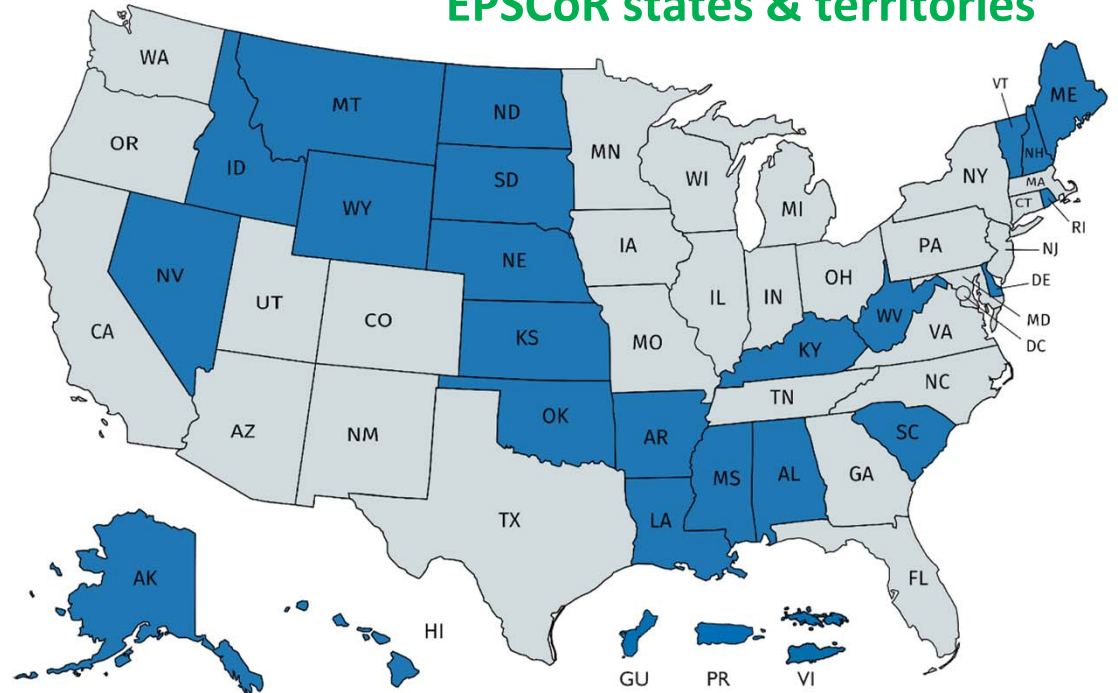 EPSCoR states & territories
WA
MT
ND
VT
ME
OR
MN
ID
SD
WI
NY
NH
MA
CT
WY
MI
RI
IA
PA
NJ
NE
NV
OH
DE
UT
IL
IN
CO
WV
MD
CA
KS
MO
VA
DC
KY
NC
TN
OK
AZ
NM
AR
SC
MS
AL
GA
TX
LA
AK
FL
HI
GU
PR
VI